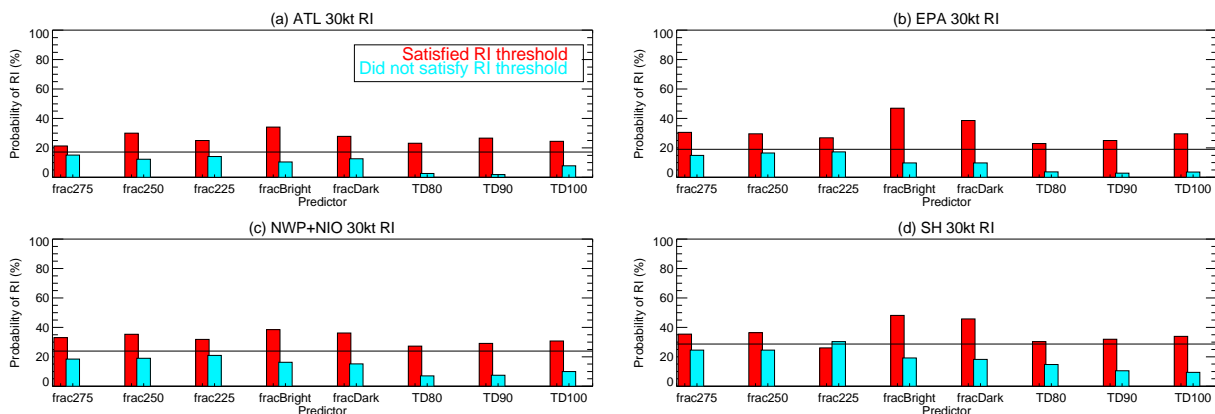 (a) ATL 30kt RI
100
80
60
40
20
0
Probability of RI (%)
Satisfied RI threshold
Did not satisfy RI threshold
frac275 frac250 frac225 fracBright fracDark TD80 TD90 TD100
Predictor
(b) EPA 30kt RI
100
80
60
40
20
0
Probability of RI (%)
frac275 frac250 frac225 fracBright fracDark TD80 TD90 TD100
Predictor
(c) NWP+NIO 30kt RI
100
80
60
40
20
0
Probability of RI (%)
frac275 frac250 frac225 fracBright fracDark TD80 TD90 TD100
Predictor
(d) SH 30kt RI
100
80
60
40
20
0
Probability of RI (%)
frac275 frac250 frac225 fracBright fracDark TD80 TD90 TD100
Predictor